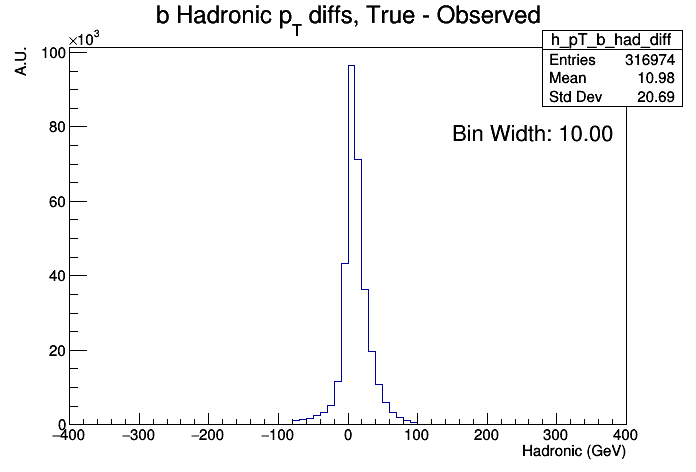 b Hadronic pT diffs, True - Observed
×10³
A.U.
h_pT_b_had_diff
Entries 316974
Mean 10.98
Std Dev 20.69
Bin Width: 10.00
100
80
60
40
20
0
−400 −300 −200 −100 0 100 200 300 400
Hadronic (GeV)